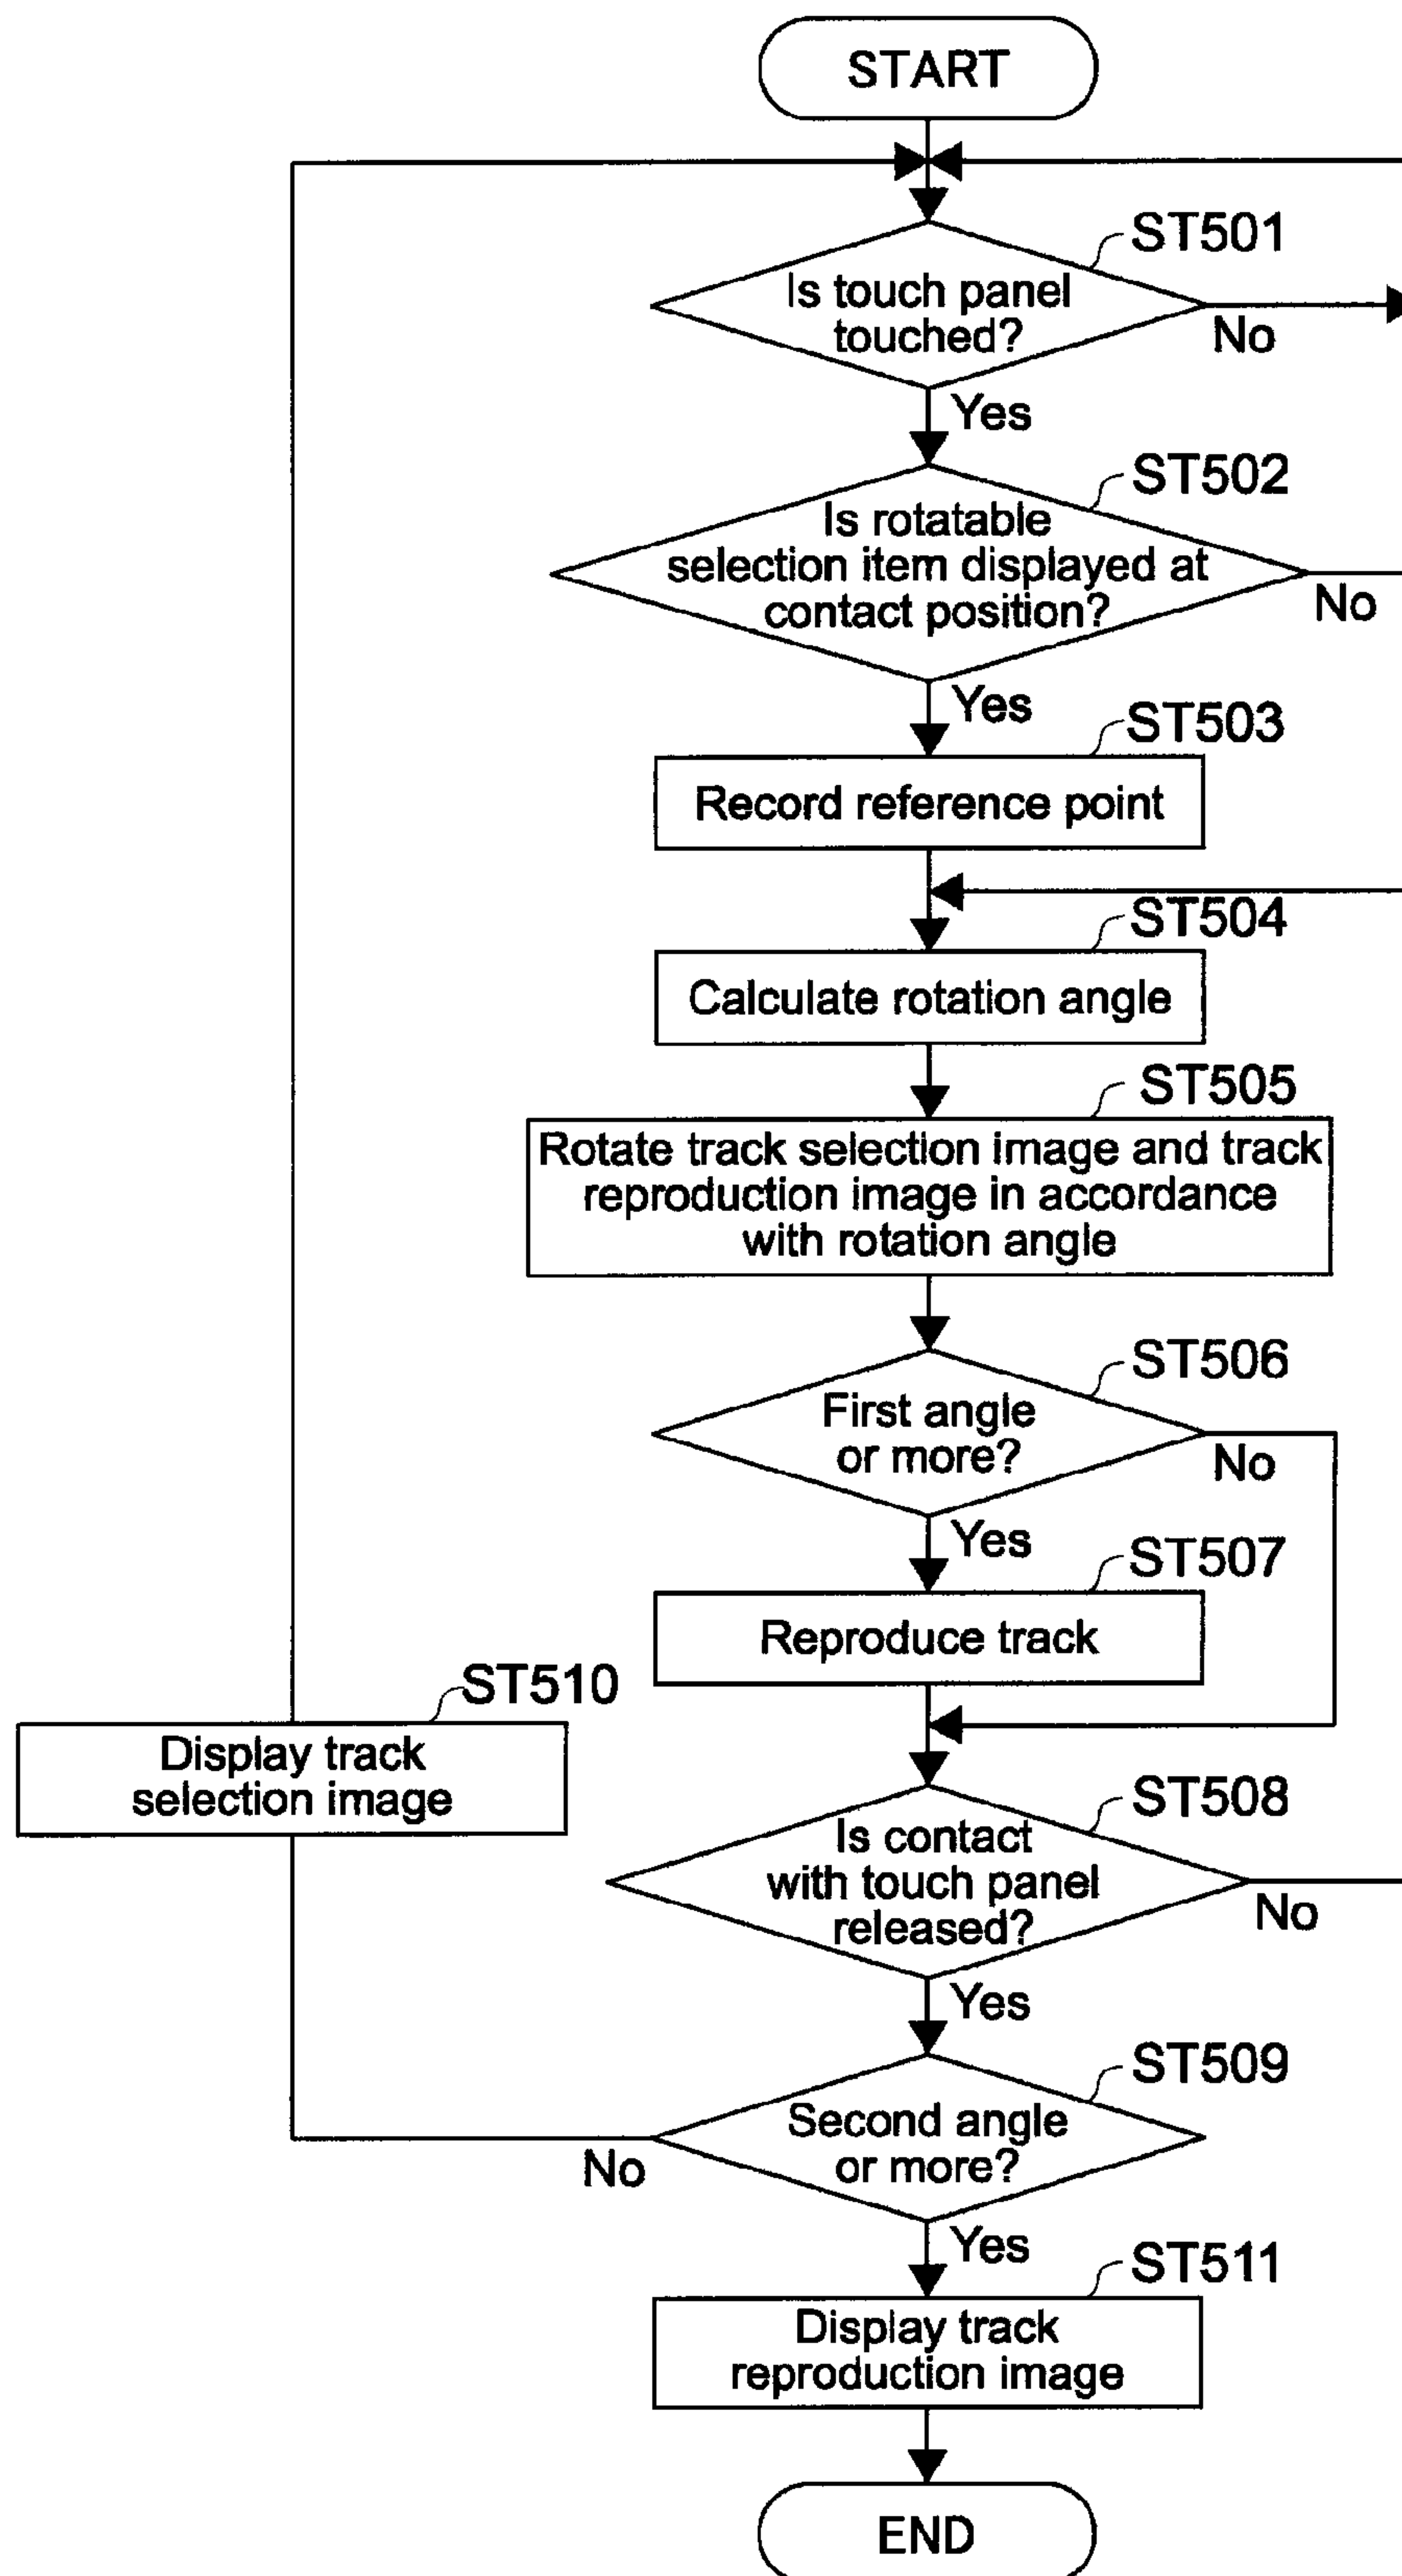 START
ST501
Is touch panel
touched?
No
Yes
ST502
Is rotatable
selection item displayed at
contact position?
No
Yes
ST503
Record reference point
ST504
Calculate rotation angle
ST505
Rotate track selection image and track
reproduction image in accordance
with rotation angle
ST506
First angle
or more?
No
Yes
ST507
Reproduce track
ST510
Display track
selection image
ST508
Is contact
with touch panel
released?
No
Yes
ST509
Second angle
or more?
No
Yes
ST511
Display track
reproduction image
END